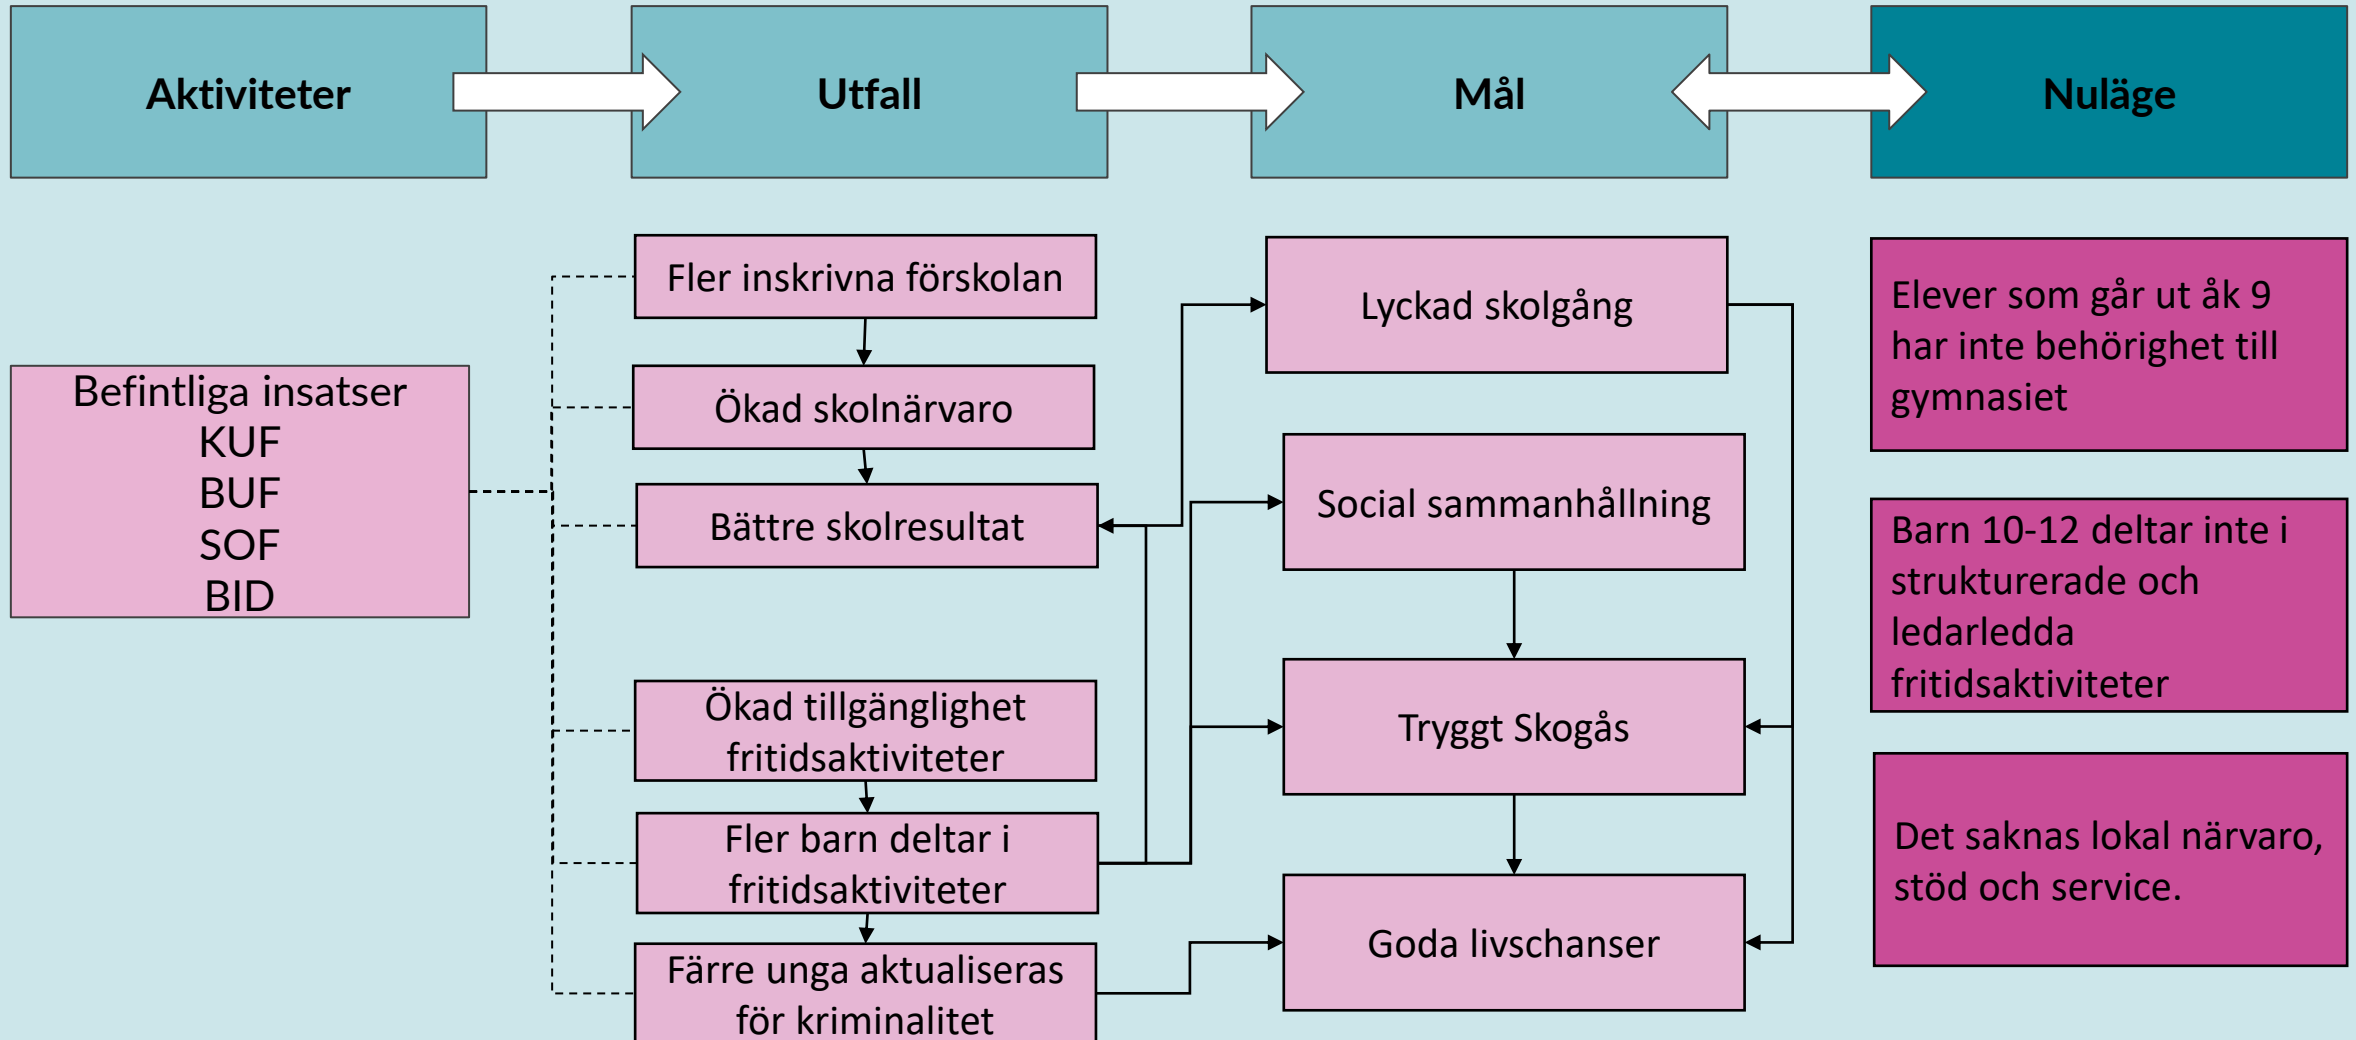 Aktiviteter
Utfall
Mål
Nuläge
Befintliga insatser
KUF
BUF
SOF
BID
Fler inskrivna förskolan
Ökad skolnärvaro
Bättre skolresultat
Ökad tillgänglighet
fritidsaktiviteter
Fler barn deltar i
fritidsaktiviteter
Färre unga aktualiseras
för kriminalitet
Lyckad skolgång
Social sammanhållning
Tryggt Skogås
Goda livschanser
Elever som går ut åk 9
har inte behörighet till
gymnasiet
Barn 10-12 deltar inte i
strukturerade och
ledarledda
fritidsaktiviteter
Det saknas lokal närvaro,
stöd och service.